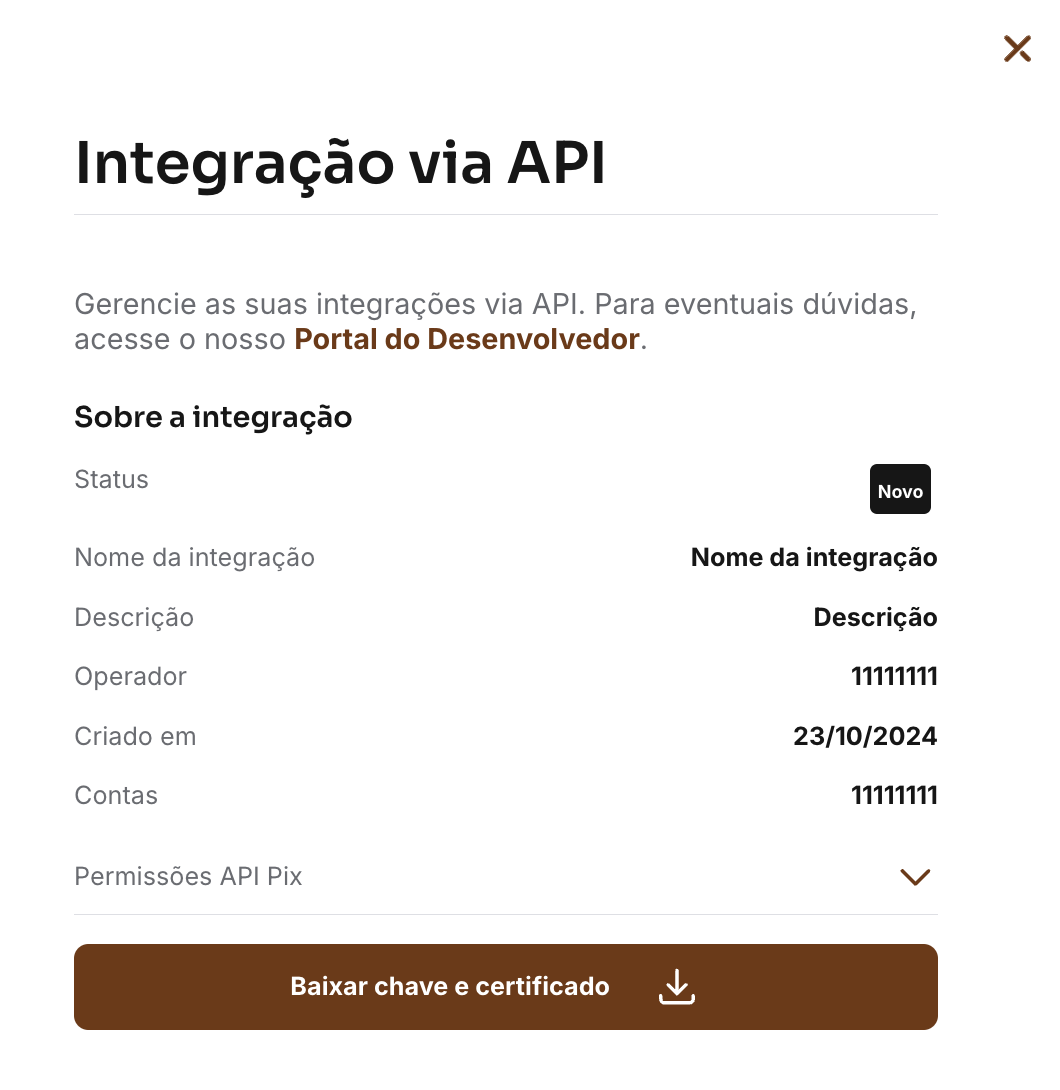 Integração via API
Gerencie as suas integrações via API. Para eventuais dúvidas,
acesse o nosso Portal do Desenvolvedor.
Sobre a integração
Status
Novo
Nome da integração
Nome da integração
Descrição
Descrição
Operador
11111111
Criado em
23/10/2024
Contas
11111111
Permissões API Pix
Baixar chave e certificado